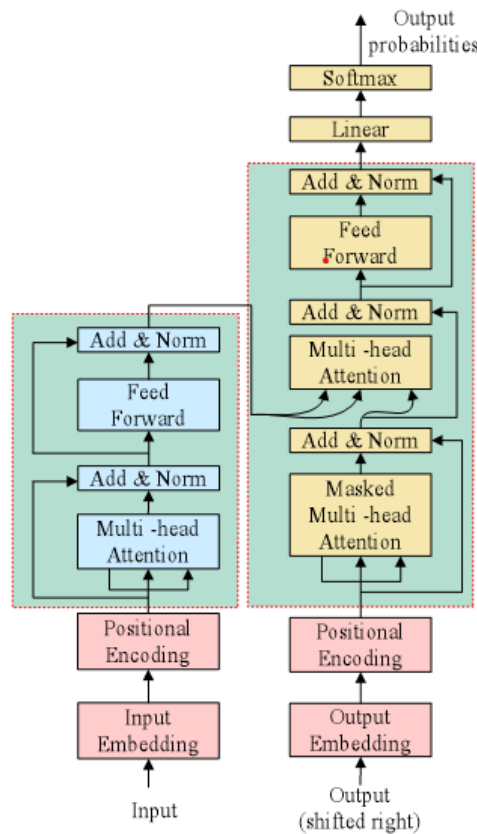 Output
probabilities
Softmax
Linear
Add & Norm
Feed
Forward
Add & Norm
Multi -head
Attention
Add & Norm
Masked
Multi -head
Attention
Add & Norm
Feed
Forward
Add & Norm
Multi -head
Attention
Positional
Encoding
Input
Embedding
Input
Positional
Encoding
Output
Embedding
Output
(shifted right)